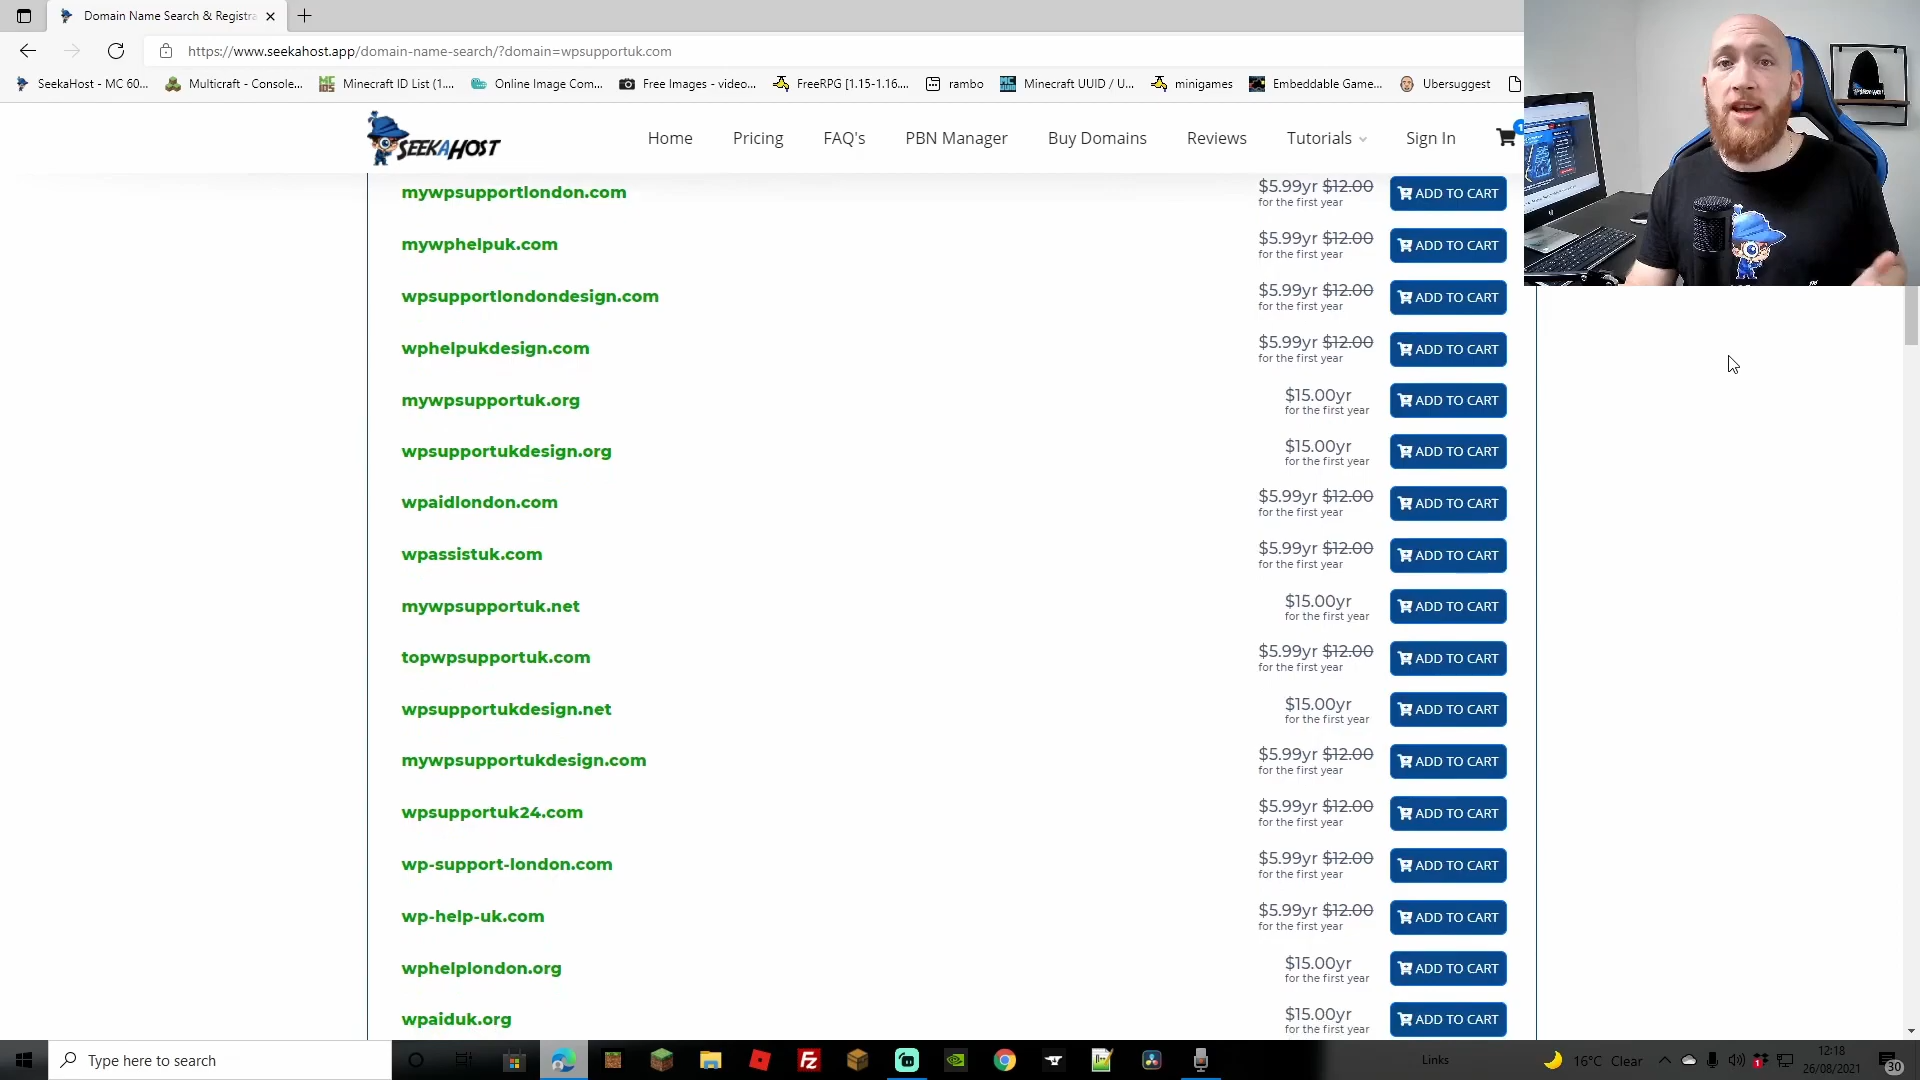 Domain Name Search & Registra
https://www.seekahost.app/domain-name-search/?domain=wpsupportuk.com
SeekaHost - MC 60... Multicraft - Console... Minecraft ID List (1.... Online Image Com... Free Images - video... FreeRPG [1.15-1.16.... rambo Minecraft UUID / U... minigames Embeddable Game... Ubersuggest
SEEKAHOST Home Pricing FAQ's PBN Manager Buy Domains Reviews Tutorials Sign In 1
mywpsupportlondon.com $5.99yr $12.00 ADD TO CART
for the first year
mywphelpuk.com $5.99yr $12.00 ADD TO CART
for the first year
wpsupportlondondesign.com $5.99yr $12.00 ADD TO CART
for the first year
wphelpukdesign.com $5.99yr $12.00 ADD TO CART
for the first year
mywpsupportuk.org $15.00yr ADD TO CART
for the first year
wpsupportukdesign.org $15.00yr ADD TO CART
for the first year
wpaidlondon.com $5.99yr $12.00 ADD TO CART
for the first year
wpassistuk.com $5.99yr $12.00 ADD TO CART
for the first year
mywpsupportuk.net $15.00yr ADD TO CART
for the first year
topwpsupportuk.com $5.99yr $12.00 ADD TO CART
for the first year
wpsupportukdesign.net $15.00yr ADD TO CART
for the first year
mywpsupportukdesign.com $5.99yr $12.00 ADD TO CART
for the first year
wpsupportuk24.com $5.99yr $12.00 ADD TO CART
for the first year
wp-support-london.com $5.99yr $12.00 ADD TO CART
for the first year
wp-help-uk.com $5.99yr $12.00 ADD TO CART
for the first year
wphelplondon.org $15.00yr ADD TO CART
for the first year
wpaiduk.org $15.00yr ADD TO CART
for the first year
Type here to search Links 16°C Clear 12:18
26/08/2021 30